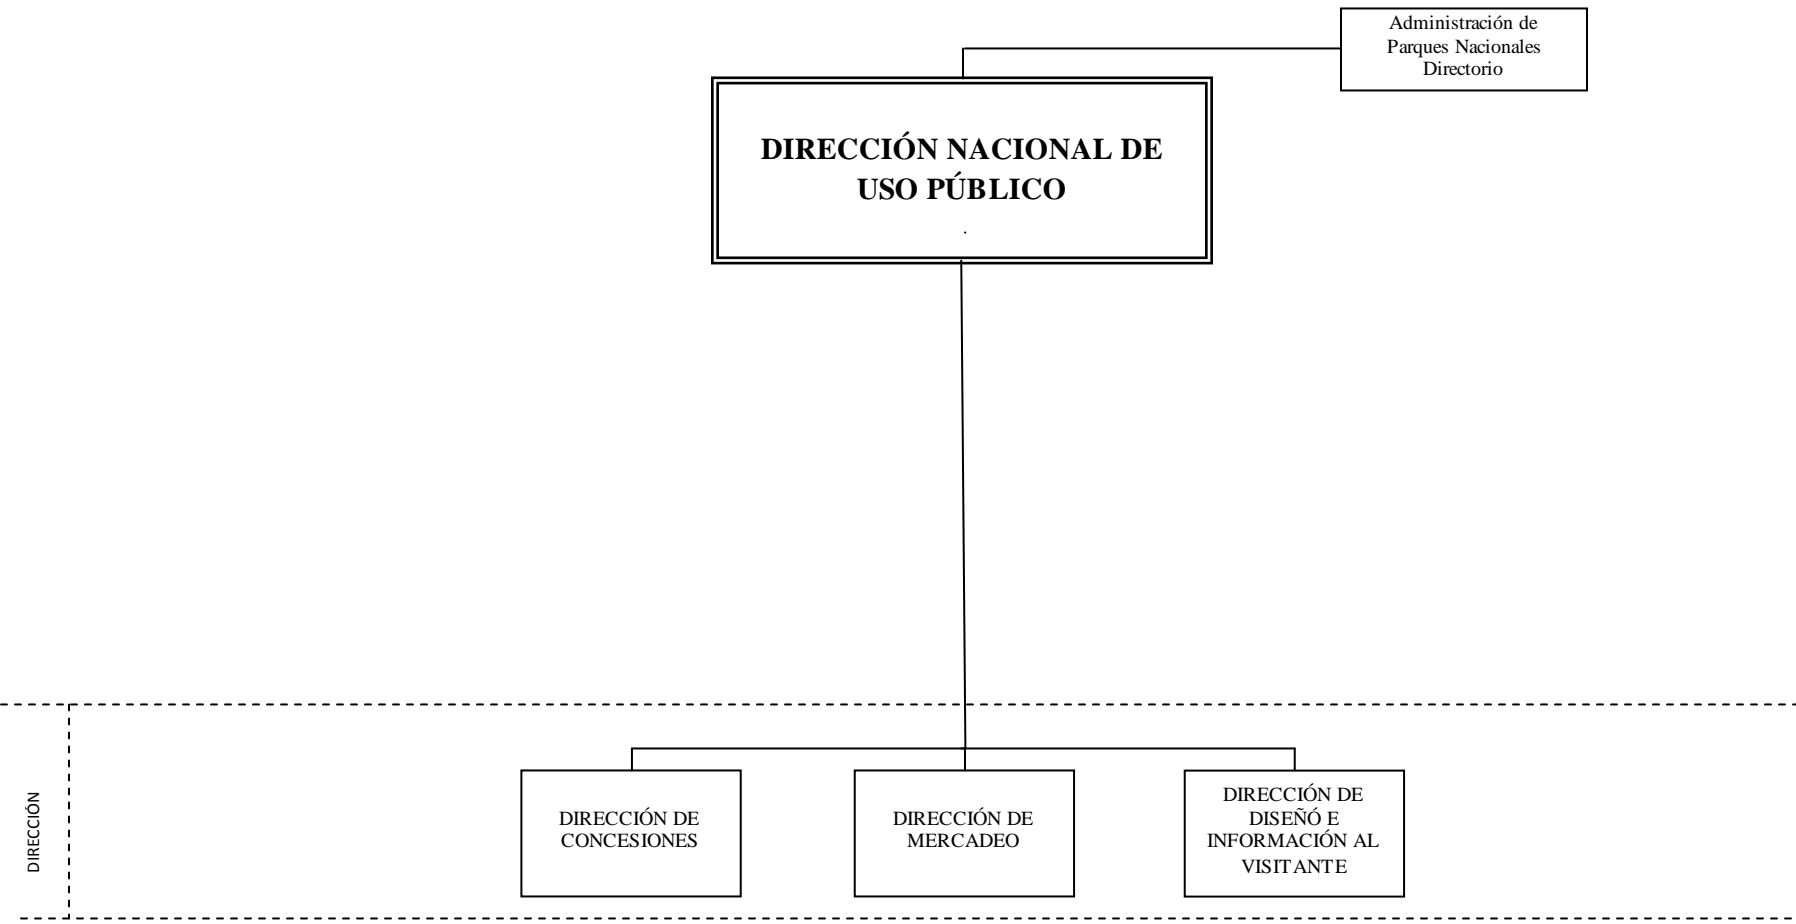 Administración de
Parques Nacionales
Directorio
DIRECCIÓN NACIONAL DE
USO PÚBLICO
.
DIRECCIÓN
DIRECCIÓN DE
CONCESIONES
DIRECCIÓN DE
MERCADEO
DIRECCIÓN DE
DISEÑÓ E
INFORMACIÓN AL
VISITANTE